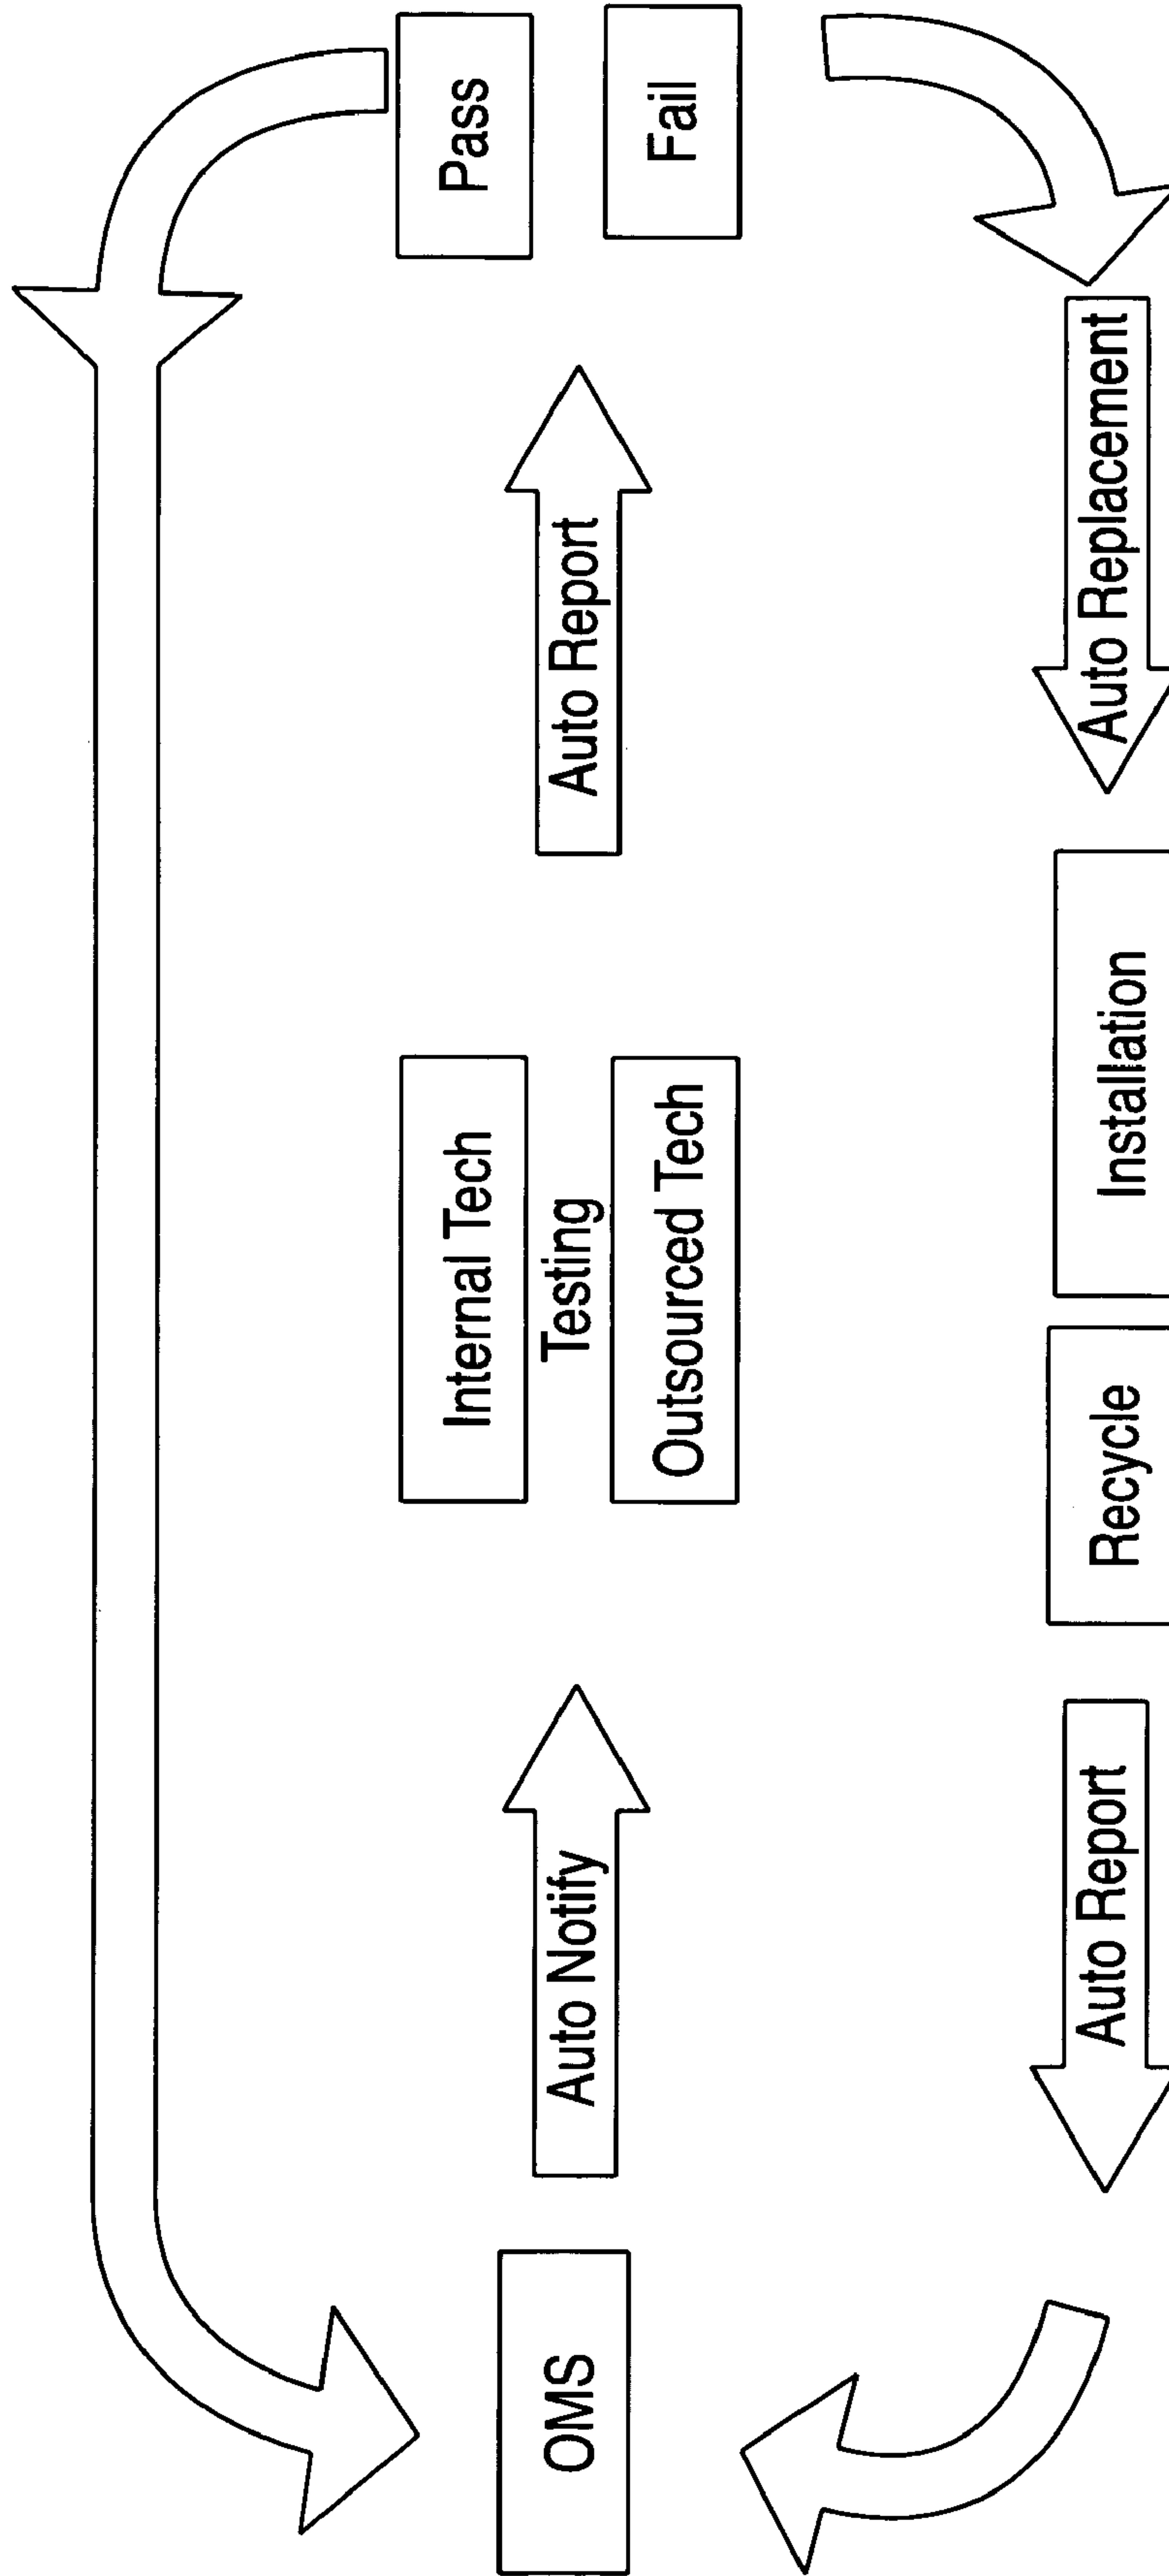 OMS
Auto Notify
Internal Tech
Testing
Outsourced Tech
Auto Report
Pass
Fail
Auto Replacement
Installation
Recycle
Auto Report